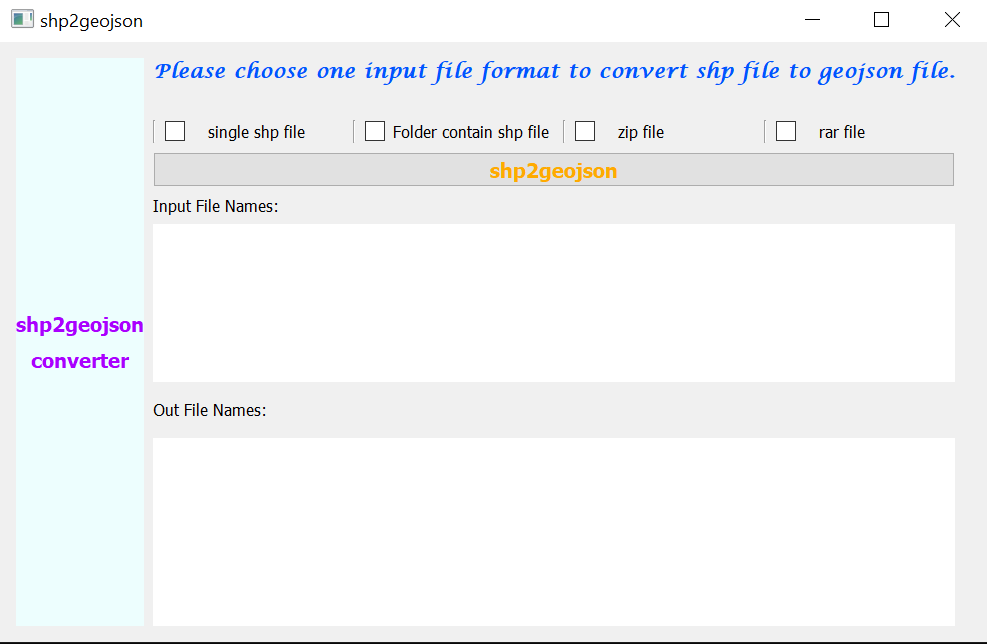 shp2geojson
Please choose one input file format to convert shp file to geojson file.
single shp file
Folder contain shp file
zip file
rar file
shp2geojson
Input File Names:
shp2geojson
converter
Out File Names: